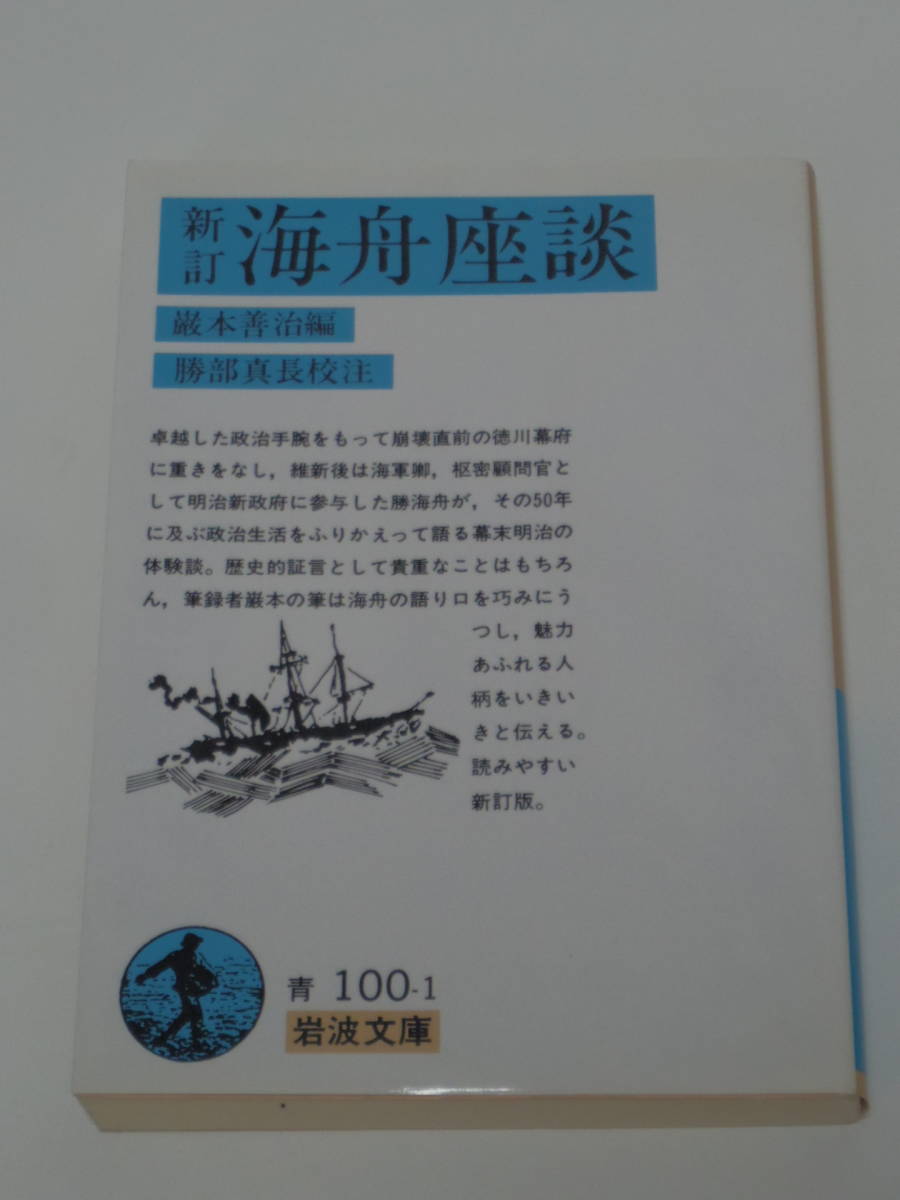 新訂 海舟座談
巌本善治編
勝部真長校注
卓越した政治手腕をもって崩壊直前の徳川幕府
に重きをなし，維新後は海軍卿，枢密顧問官と
して明治新政府に参与した勝海舟が，その50年
に及ぶ政治生活をふりかえって語る幕末明治の
体験談。歴史的証言として貴重なことはもちろ
ん，筆録者巌本の筆は海舟の語り口を巧みにう
つし，魅力
あふれる人
柄をいきい
きと伝える。
読みやすい
新訂版。
青 100-1
岩波文庫